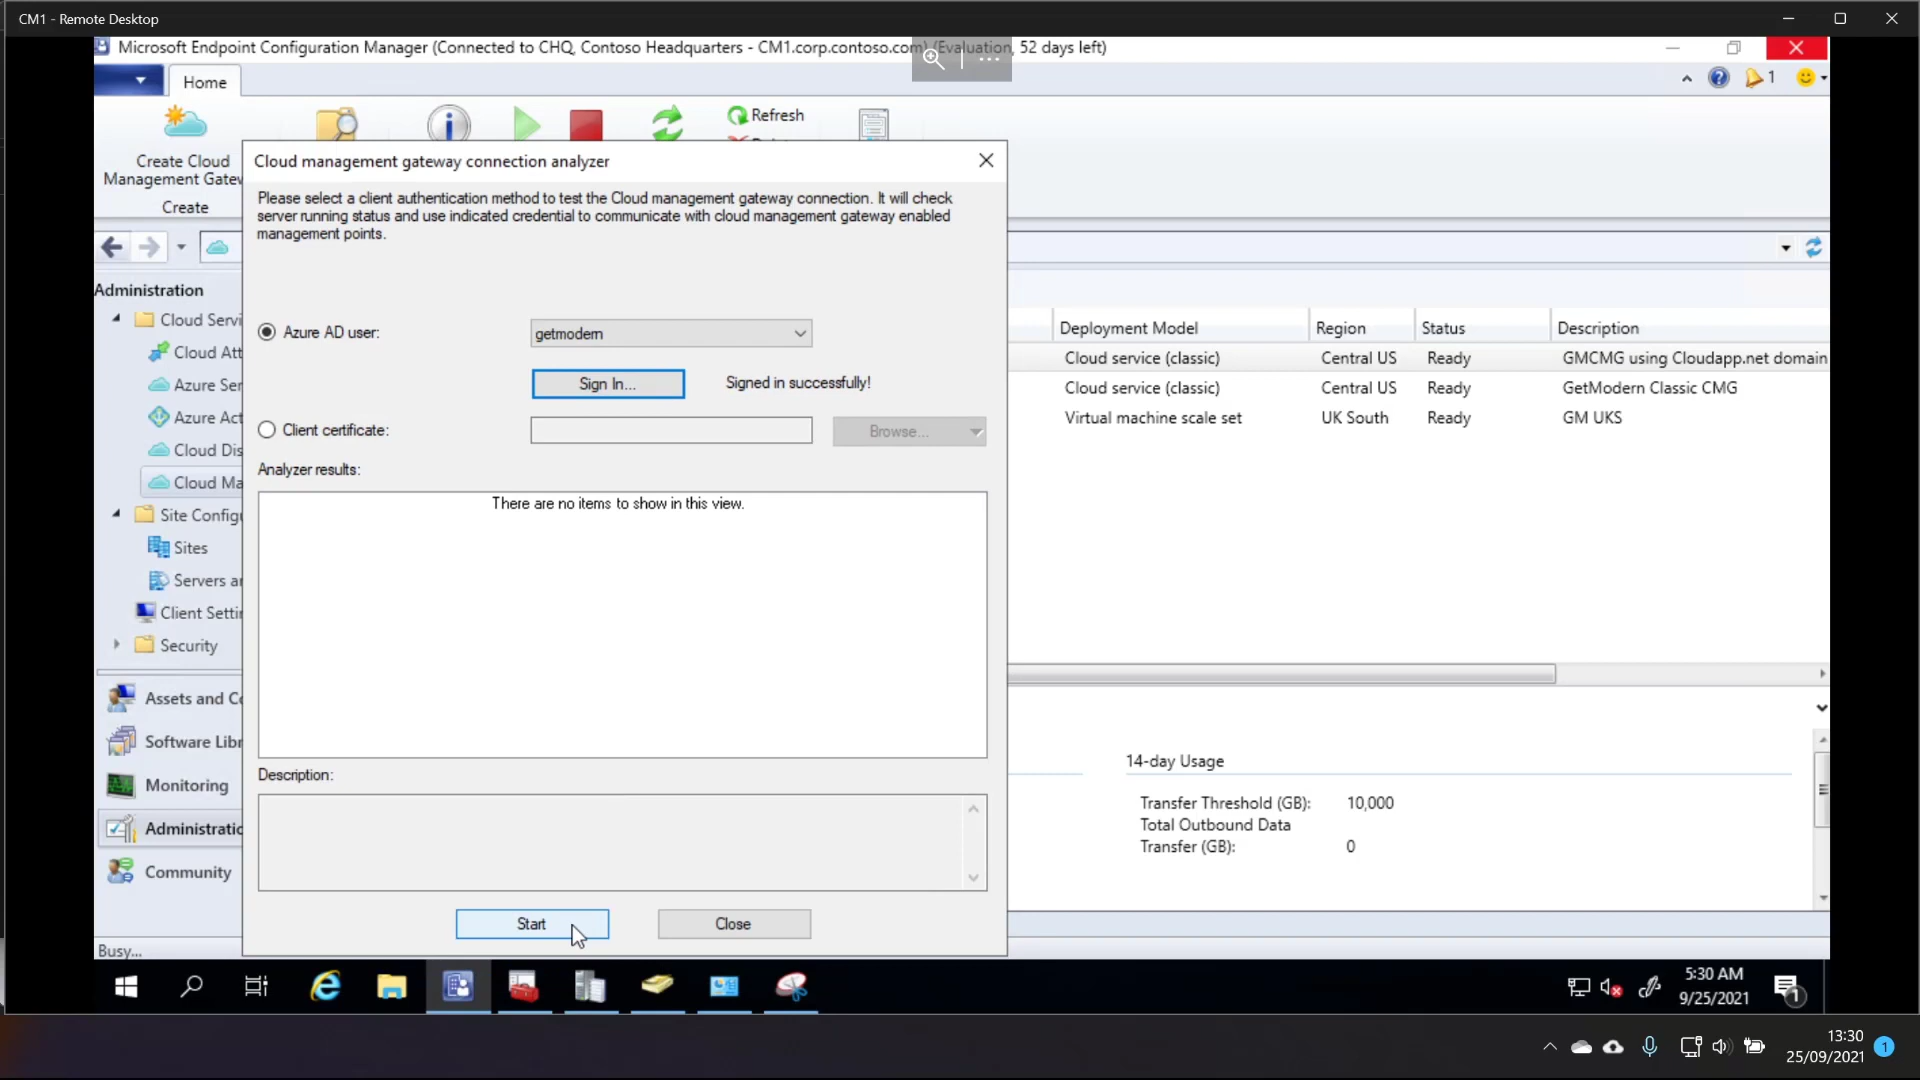 CM1 - Remote Desktop
Microsoft Endpoint Configuration Manager (Connected to CHQ, Contoso Headquarters - CM1.corp.contoso.com) (Evaluation, 52 days left)
Home
1
Refresh
Create Cloud
Management Gatew
Create
Cloud management gateway connection analyzer
Please select a client authentication method to test the Cloud management gateway connection. It will check
server running status and use indicated credential to communicate with cloud management gateway enabled
management points.
Azure AD user:
getmodern
Sign In...
Signed in successfully!
Client certificate:
Browse...
Analyzer results:
There are no items to show in this view.
Description:
Start
Close
Administration
Cloud Servi
Cloud Att
Azure Ser
Azure Act
Cloud Dis
Cloud Ma
Site Configu
Sites
Servers an
Client Settin
Security
Assets and Co
Software Libr
Monitoring
Administratio
Community
Busy...
Deployment Model
Region
Status
Description
Cloud service (classic)
Central US
Ready
GMCMG using Cloudapp.net domain
Cloud service (classic)
Central US
Ready
GetModern Classic CMG
Virtual machine scale set
UK South
Ready
GM UKS
14-day Usage
Transfer Threshold (GB):
10,000
Total Outbound Data
Transfer (GB):
0
5:30 AM
9/25/2021
1
13:30
25/09/2021
1